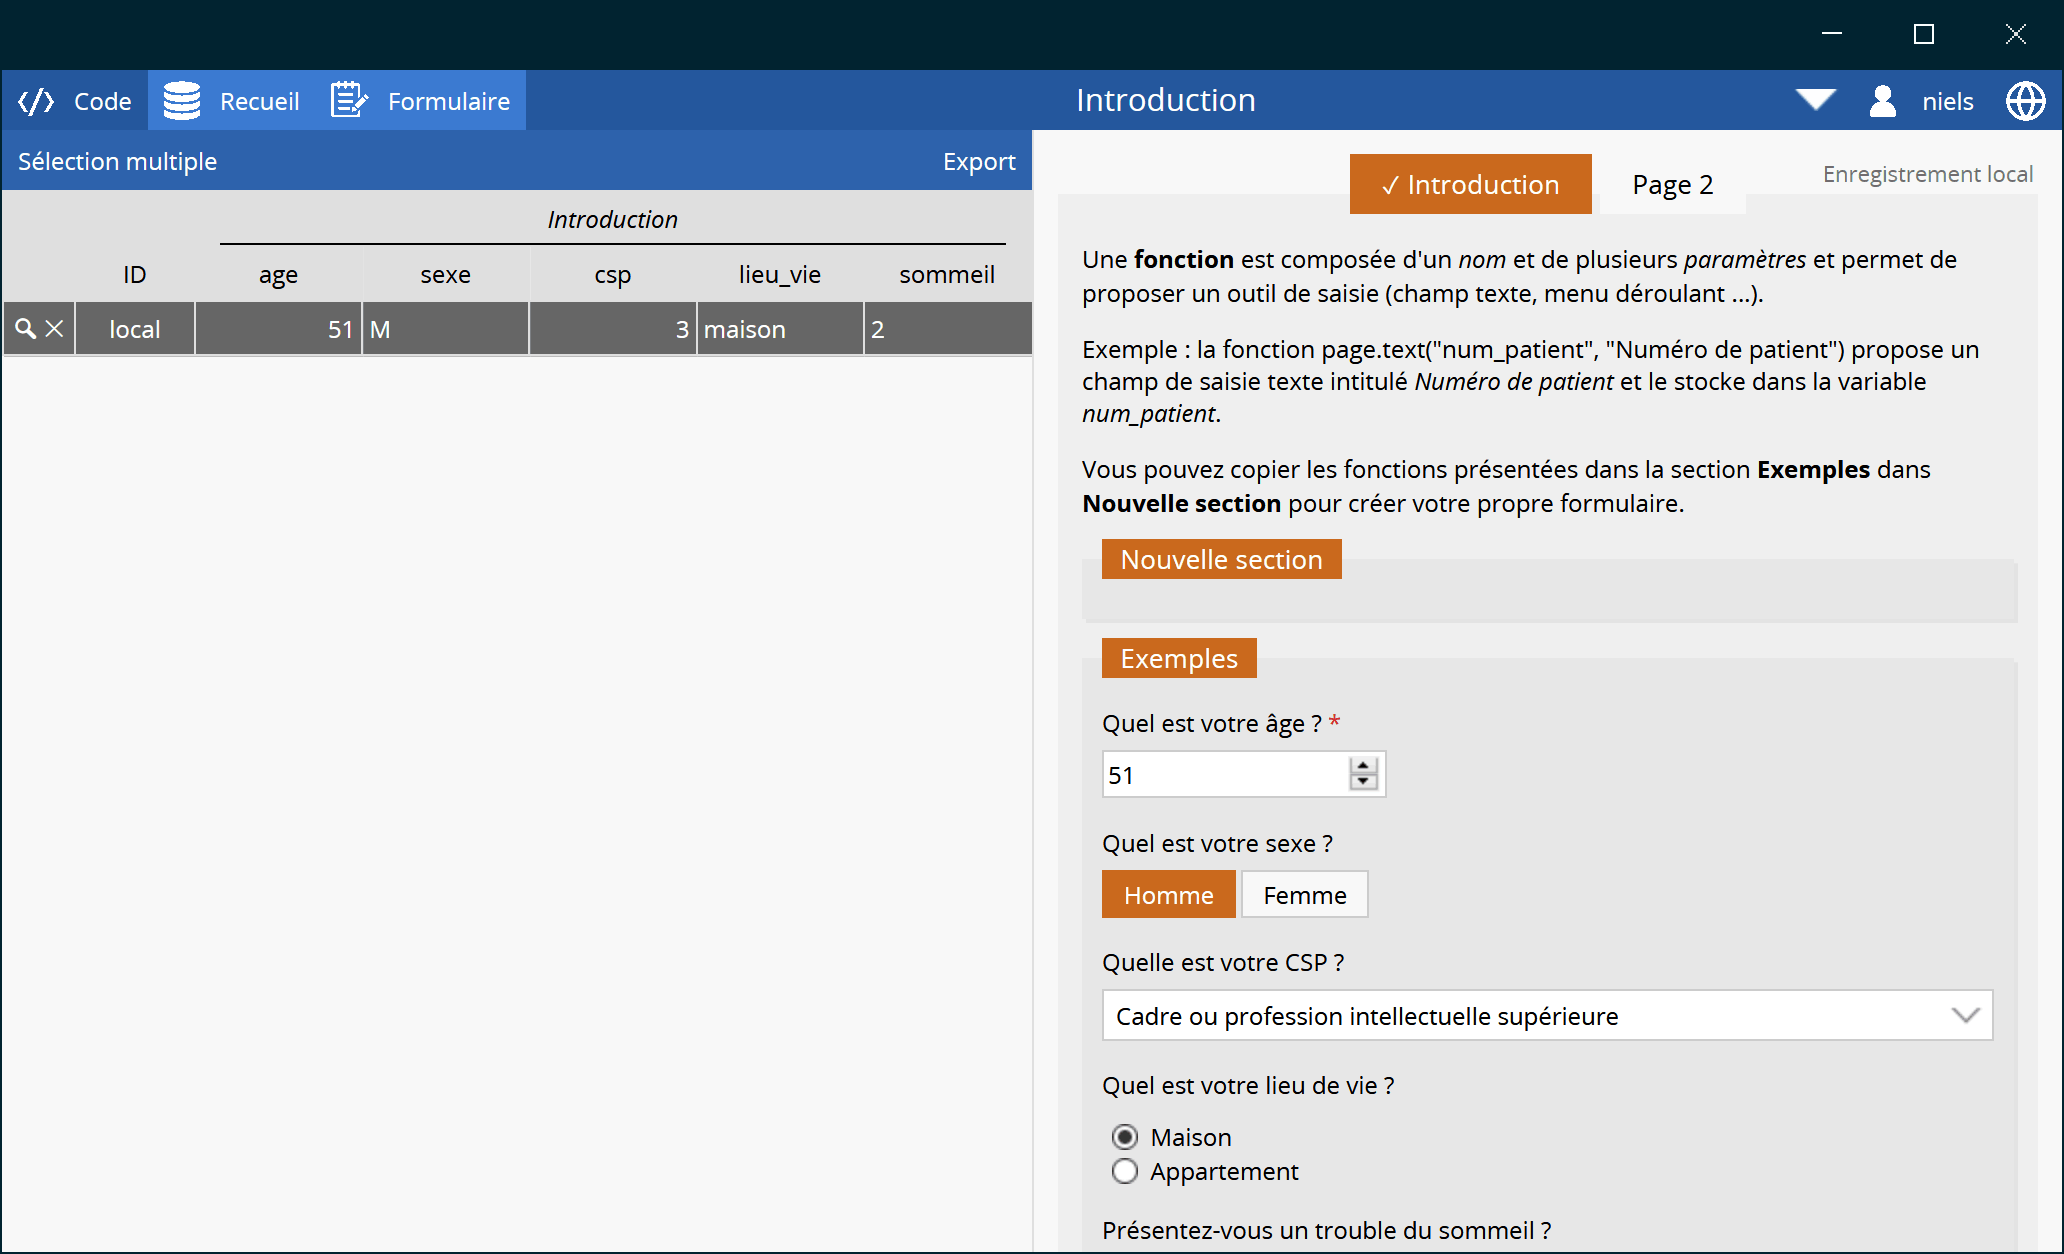 Code Recueil Formulaire Introduction niels
Sélection multiple Export
Introduction
ID age sexe csp lieu_vie sommeil
local 51 M 3 maison 2
✓ Introduction Page 2 Enregistrement local
Une fonction est composée d'un nom et de plusieurs paramètres et permet de
proposer un outil de saisie (champ texte, menu déroulant ...).
Exemple : la fonction page.text("num_patient", "Numéro de patient") propose un
champ de saisie texte intitulé Numéro de patient et le stocke dans la variable
num_patient.
Vous pouvez copier les fonctions présentées dans la section Exemples dans
Nouvelle section pour créer votre propre formulaire.
Nouvelle section
Exemples
Quel est votre âge ? *
51
Quel est votre sexe ?
Homme Femme
Quelle est votre CSP ?
Cadre ou profession intellectuelle supérieure
Quel est votre lieu de vie ?
Maison
Appartement
Présentez-vous un trouble du sommeil ?